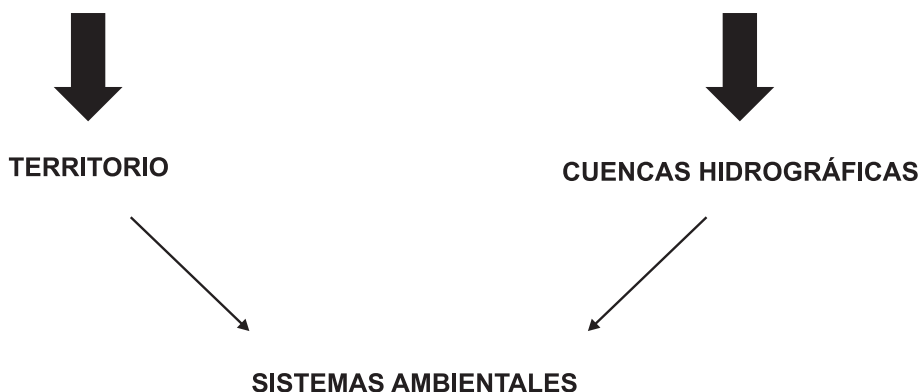 TERRITORIO
CUENCAS HIDROGRÁFICAS
SISTEMAS AMBIENTALES